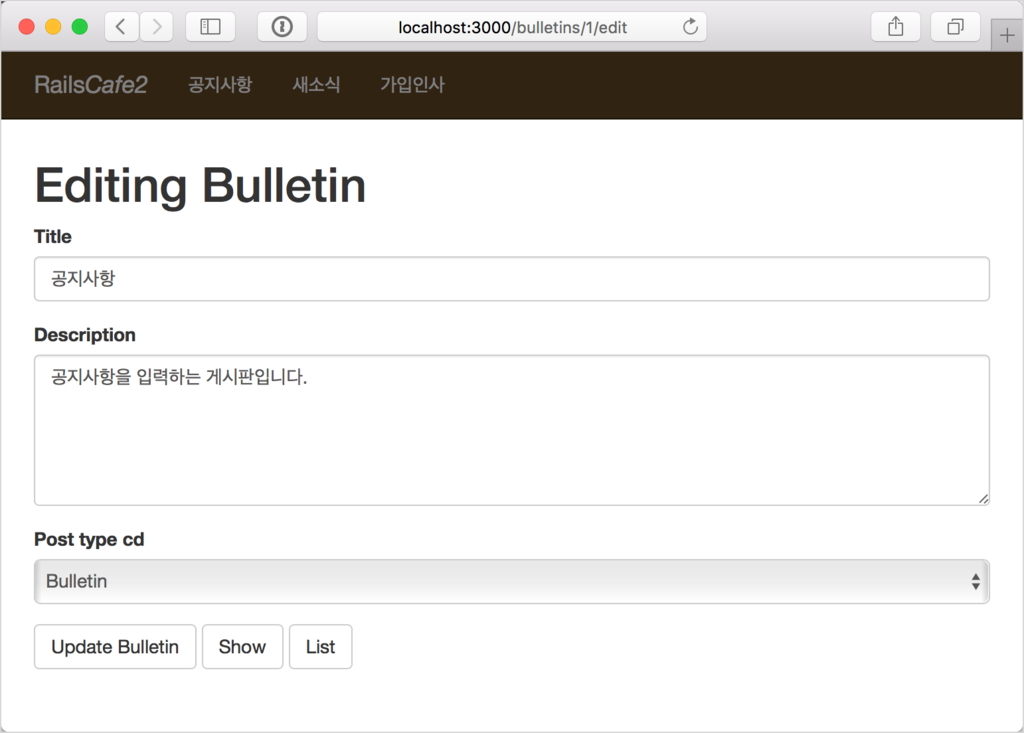 localhost:3000/bulletins/1/edit
RailsCafe2 공지사항 새소식 가입인사
Editing Bulletin
Title
공지사항
Description
공지사항을 입력하는 게시판입니다.
Post type cd
Bulletin
Update Bulletin Show List